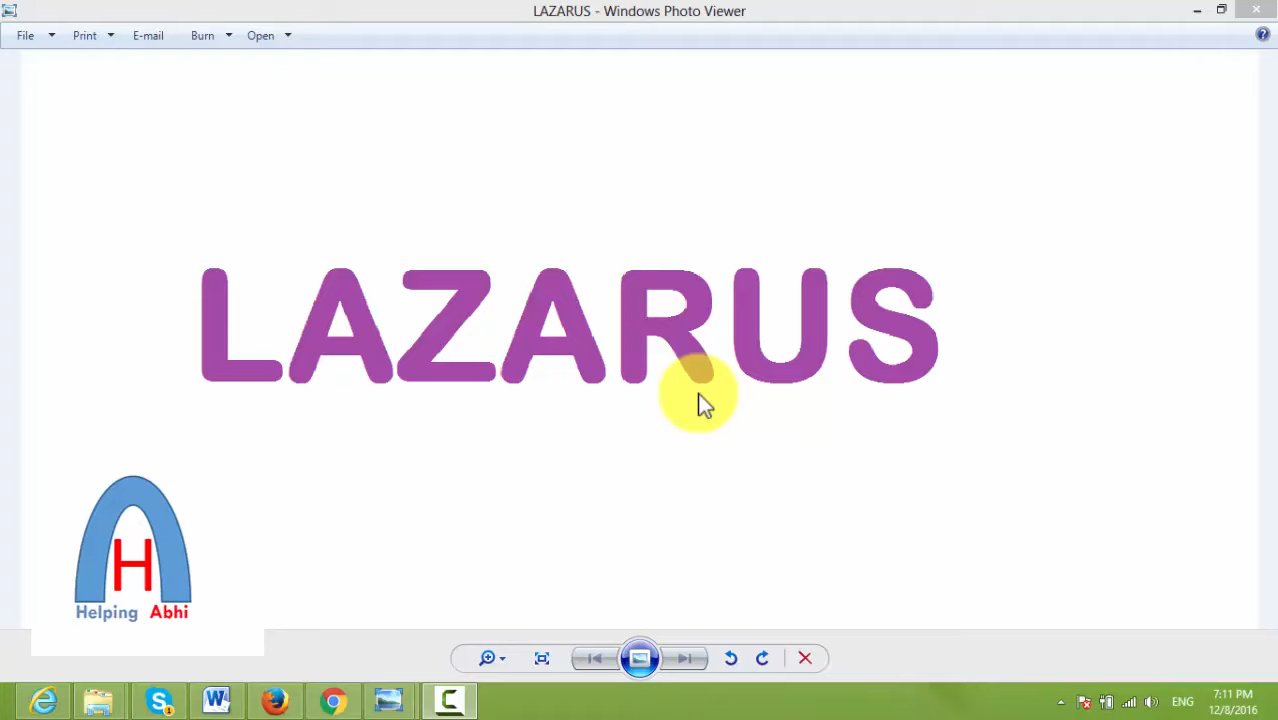 LAZARUS - Windows Photo Viewer
File Print E-mail Burn Open
LAZARUS
H
Helping Abhi
ENG
7:11 PM
12/8/2016